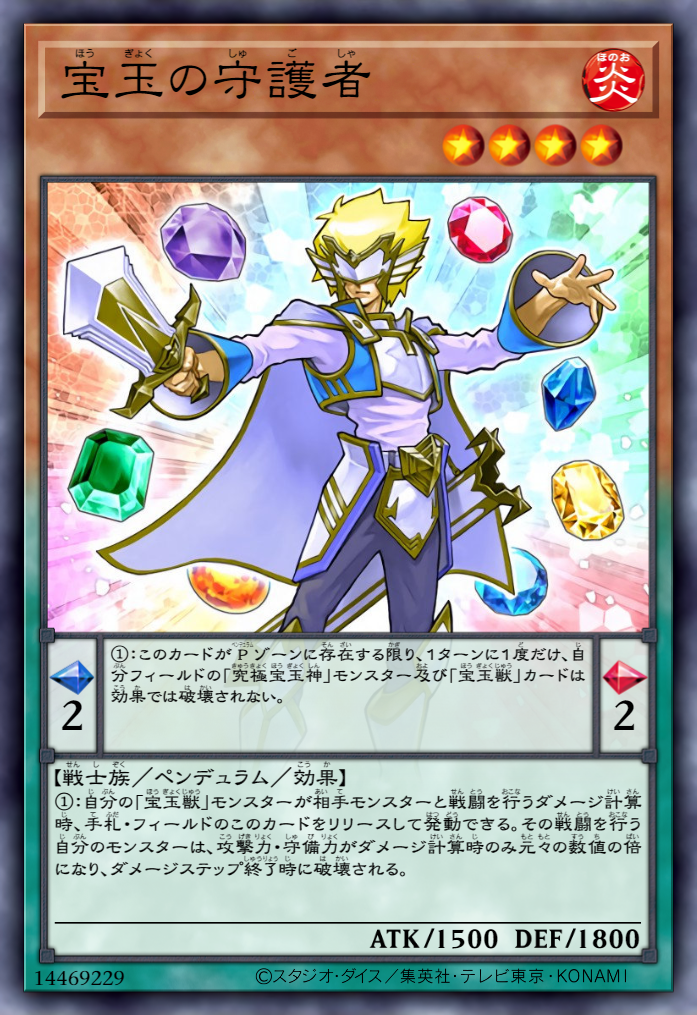 宝玉の守護者
炎
2
①:このカードがPゾーンに存在する限り、1ターンに1度だけ、自
分フィールドの「究極宝玉神」モンスター及び「宝玉獣」カードは
効果では破壊されない。
2
【戦士族／ペンデュラム／効果】
①:自分の「宝玉獣」モンスターが相手モンスターと戦闘を行うダメージ計算
時、手札・フィールドのこのカードをリリースして発動できる。その戦闘を行う
自分のモンスターは、攻撃力・守備力がダメージ計算時のみ元々の数値の倍
になり、ダメージステップ終了時に破壊される。
ATK/1500 DEF/1800
14469229
©スタジオ・ダイス／集英社・テレビ東京・KONAMI